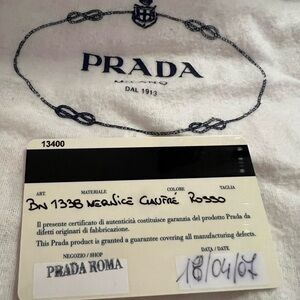 PRADA
MILANO
DAL 1913
13400
ART. MATERIALE COLORE TAGLIA
BN 1338 VERNICE GAUFRÉ ROSSO
Il presente certificato di autenticità costituisce garanzia del prodotto Prada da
difetti originari di fabbricazione.
This Prada product is granted a guarantee covering all manufacturing defects.
NEGOZIO / SHOP DATA / DATE
PRADA ROMA 18/04/07